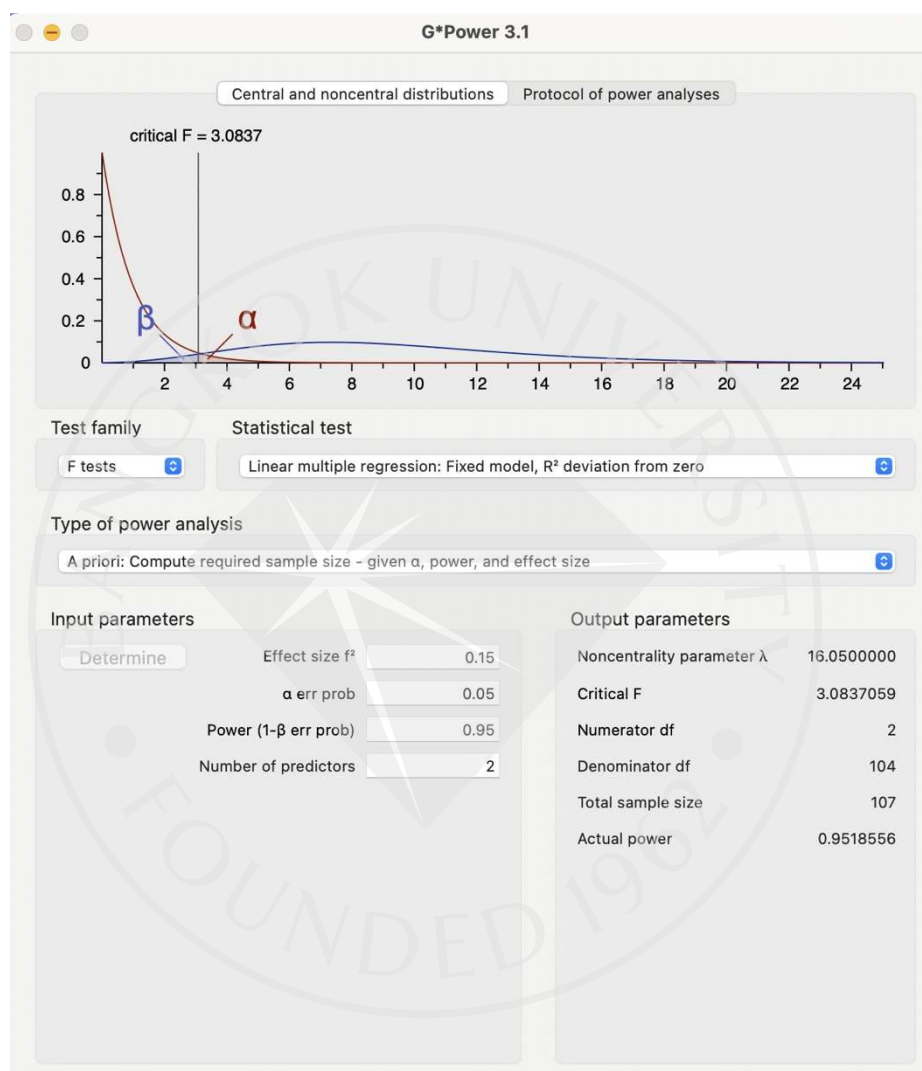 G*Power 3.1
Central and noncentral distributions Protocol of power analyses
critical F = 3.0837
0.8
0.6
0.4
0.2
0
β α
2 4 6 8 10 12 14 16 18 20 22 24
Test family Statistical test
F tests Linear multiple regression: Fixed model, R² deviation from zero
Type of power analysis
A priori: Compute required sample size - given α, power, and effect size
Input parameters Output parameters
Determine Effect size f² 0.15 Noncentrality parameter λ 16.0500000
α err prob 0.05 Critical F 3.0837059
Power (1-β err prob) 0.95 Numerator df 2
Number of predictors 2 Denominator df 104
Total sample size 107
Actual power 0.9518556
BANGKOK UNIVERSITY
FOUNDED 1962